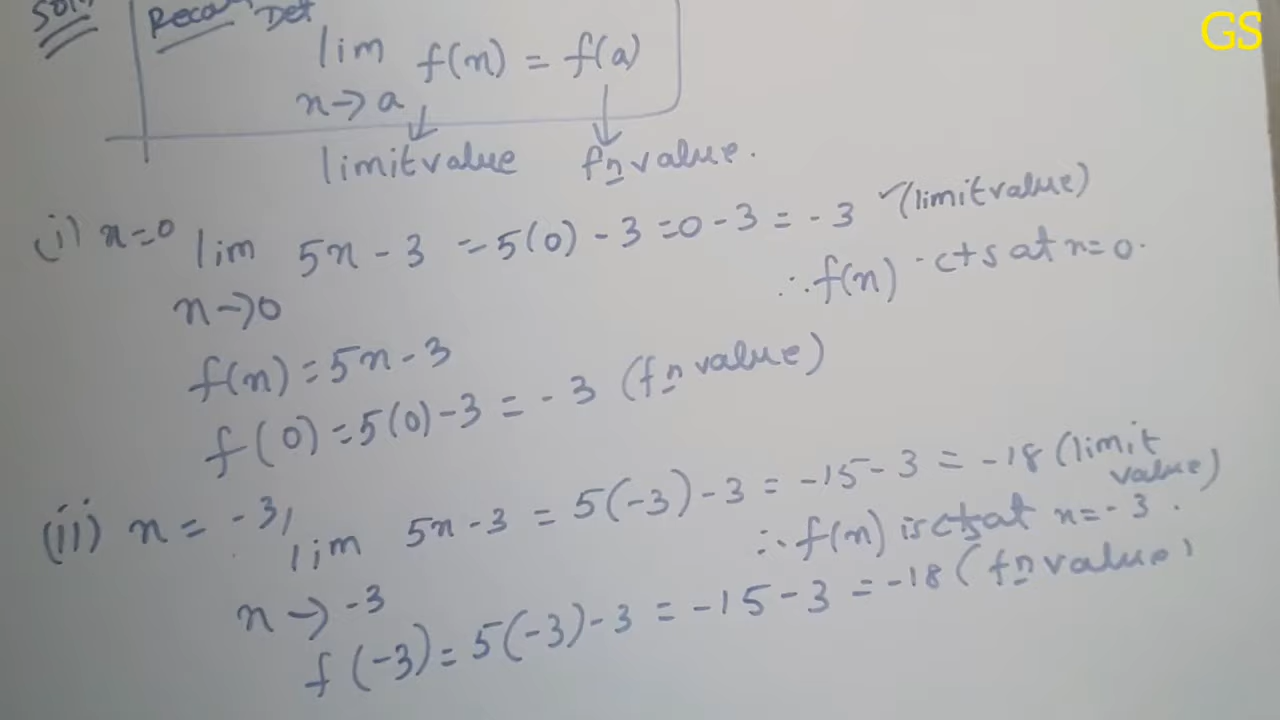 Soln
GS
Recall Def
lim f(x) = f(a)
x→a
limit value fn value.
(i) x=0 lim 5x - 3 = 5(0) - 3 = 0 - 3 = - 3 (limit value)
x→0 ∴ f(x) cts at x=0.
f(x) = 5x - 3
f(0) = 5(0) - 3 = - 3 (fn value)
(ii) x = -3, lim 5x - 3 = 5(-3) - 3 = -15 - 3 = -18 (limit value)
x→ -3 ∴ f(x) is cts at x = - 3.
f(-3) = 5(-3) - 3 = -15 - 3 = -18 (fn value)